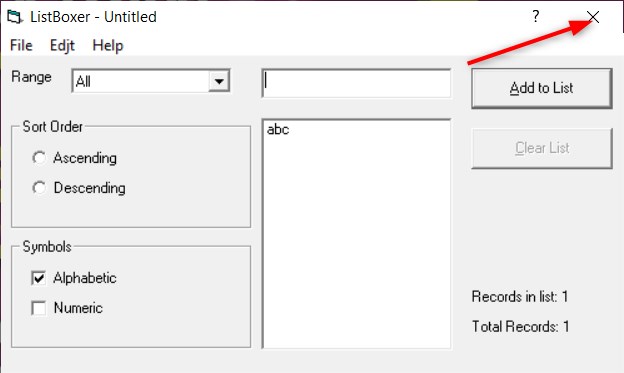 ListBoxer - Untitled ?
File Edjt Help
Range All Add to List
Sort Order
abc
Ascending
Clear List
Descending
Symbols
Alphabetic
Numeric
Records in list: 1
Total Records: 1